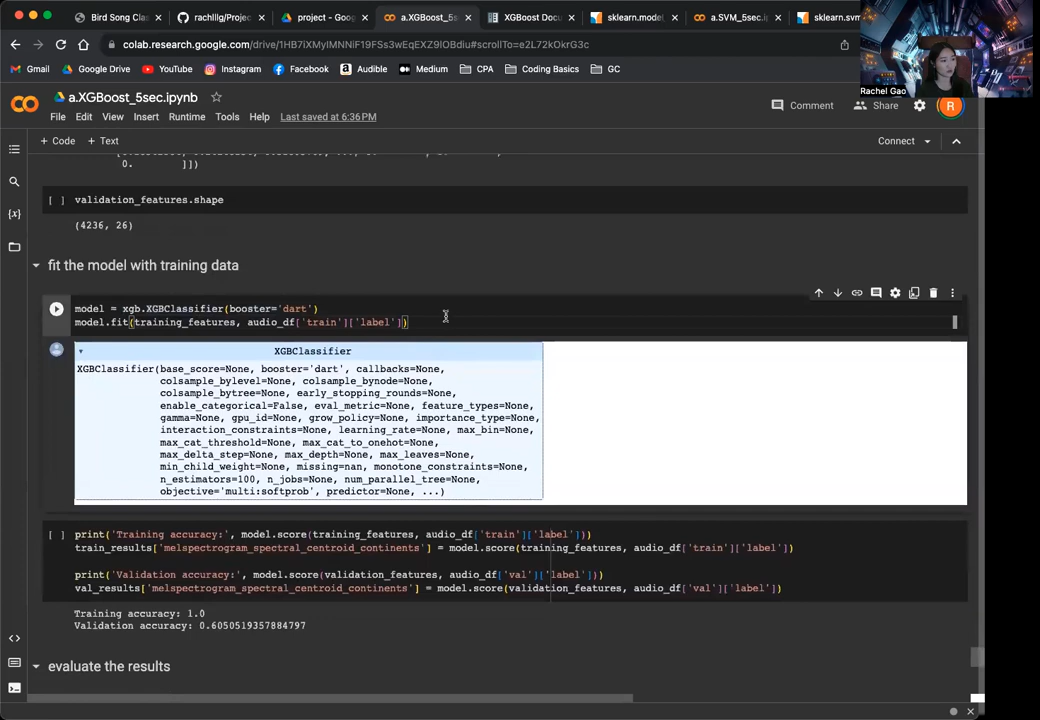 Bird Song Clas
rachllg/Projec
project - Goog
a.XGBoost_5s
XGBoost Docu
sklearn.model_
a.SVM_5sec.ip
sklearn.svm
colab.research.google.com/drive/1HB7iXMyIMNNiF19FSs3wEqEXZ9IOBdiu#scrollTo=e2L72kOkrG3c
Gmail
Google Drive
YouTube
Instagram
Facebook
Audible
Medium
CPA
Coding Basics
GC
Rachel Gao
a.XGBoost_5sec.ipynb
File Edit View Insert Runtime Tools Help Last saved at 6:36 PM
Comment
Share
R
+ Code + Text
Connect
0. ]])
[ ] validation_features.shape
(4236, 26)
fit the model with training data
model = xgb.XGBClassifier(booster='dart')
model.fit(training_features, audio_df['train']['label'])
XGBClassifier
XGBClassifier(base_score=None, booster='dart', callbacks=None,
colsample_bylevel=None, colsample_bynode=None,
colsample_bytree=None, early_stopping_rounds=None,
enable_categorical=False, eval_metric=None, feature_types=None,
gamma=None, gpu_id=None, grow_policy=None, importance_type=None,
interaction_constraints=None, learning_rate=None, max_bin=None,
max_cat_threshold=None, max_cat_to_onehot=None,
max_delta_step=None, max_depth=None, max_leaves=None,
min_child_weight=None, missing=nan, monotone_constraints=None,
n_estimators=100, n_jobs=None, num_parallel_tree=None,
objective='multi:softprob', predictor=None, ...)
[ ] print('Training accuracy:', model.score(training_features, audio_df['train']['label']))
train_results['melspectrogram_spectral_centroid_continents'] = model.score(training_features, audio_df['train']['label'])
print('Validation accuracy:', model.score(validation_features, audio_df['val']['label']))
val_results['melspectrogram_spectral_centroid_continents'] = model.score(validation_features, audio_df['val']['label'])
Training accuracy: 1.0
Validation accuracy: 0.6050519357884797
evaluate the results